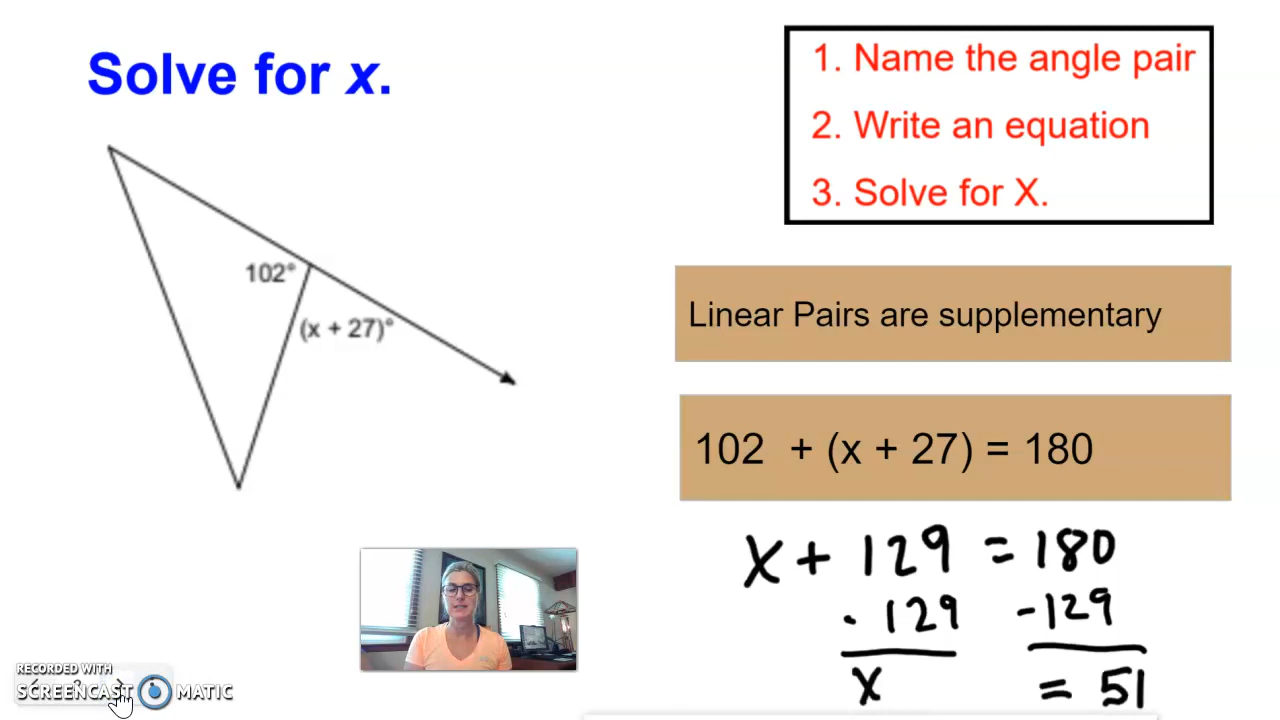 Solve for x.
1. Name the angle pair
2. Write an equation
3. Solve for X.
102°
(x + 27)°
Linear Pairs are supplementary
102 + (x + 27) = 180
x + 129 = 180
- 129 - 129
x = 51
RECORDED WITH
SCREENCAST MATIC